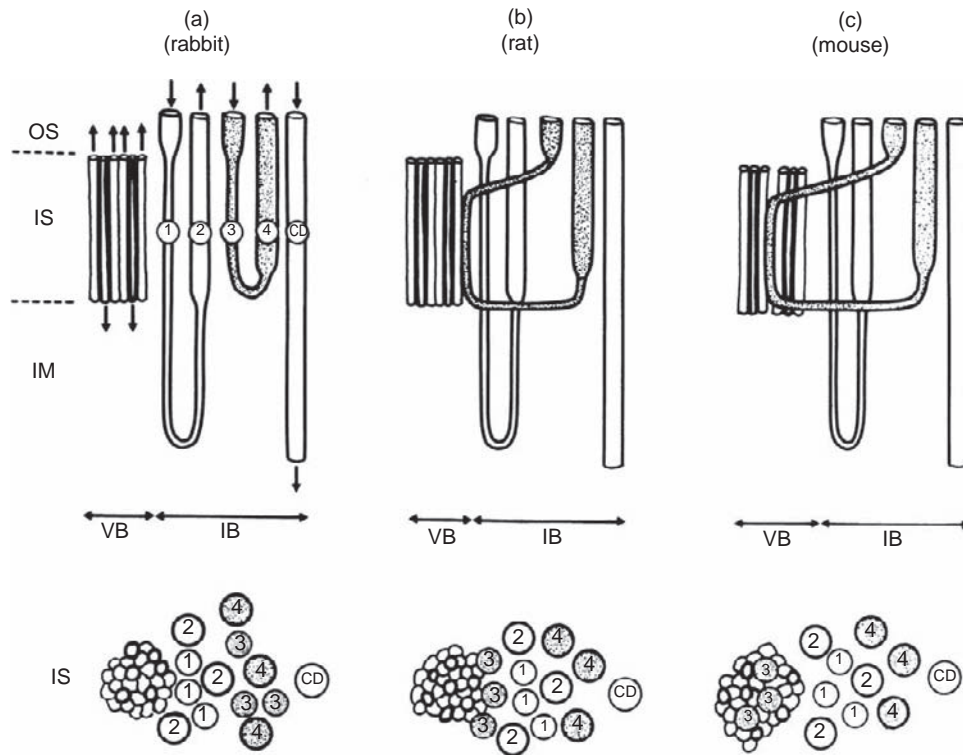 (a)
(rabbit)
(b)
(rat)
(c)
(mouse)
OS
IS
IM
1 2 3 4 CD
VB IB
VB IB
VB IB
IS
4
2 3
1 4
2 CD
1 3 3
1
2 4
2 4
3
1 4
3 2 CD
1
3 1 4
2
4
2
3 1 4
3 2 CD
1
3 1 4
2